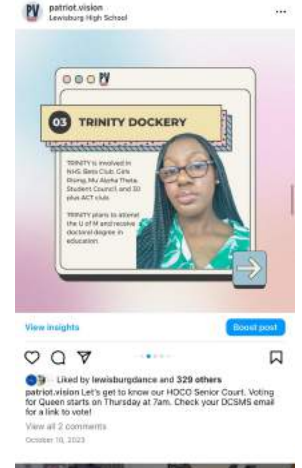 patriot.vision
Lewisburg High School
PV
03 TRINITY DOCKERY
TRINITY is involved in
NHS, Beta Club, Girls
Rising, Mu Alpha Theta,
Student Council, and 30
plus ACT club.
TRINITY plans to attend
the U of M and receive
doctoral degree in
education.
View insights
Boost post
Liked by lewisburgdance and 329 others
patriot.vision Let's get to know our HOCO Senior Court. Voting
for Queen starts on Thursday at 7am. Check your DCSMS email
for a link to vote!
View all 2 comments
October 10, 2023